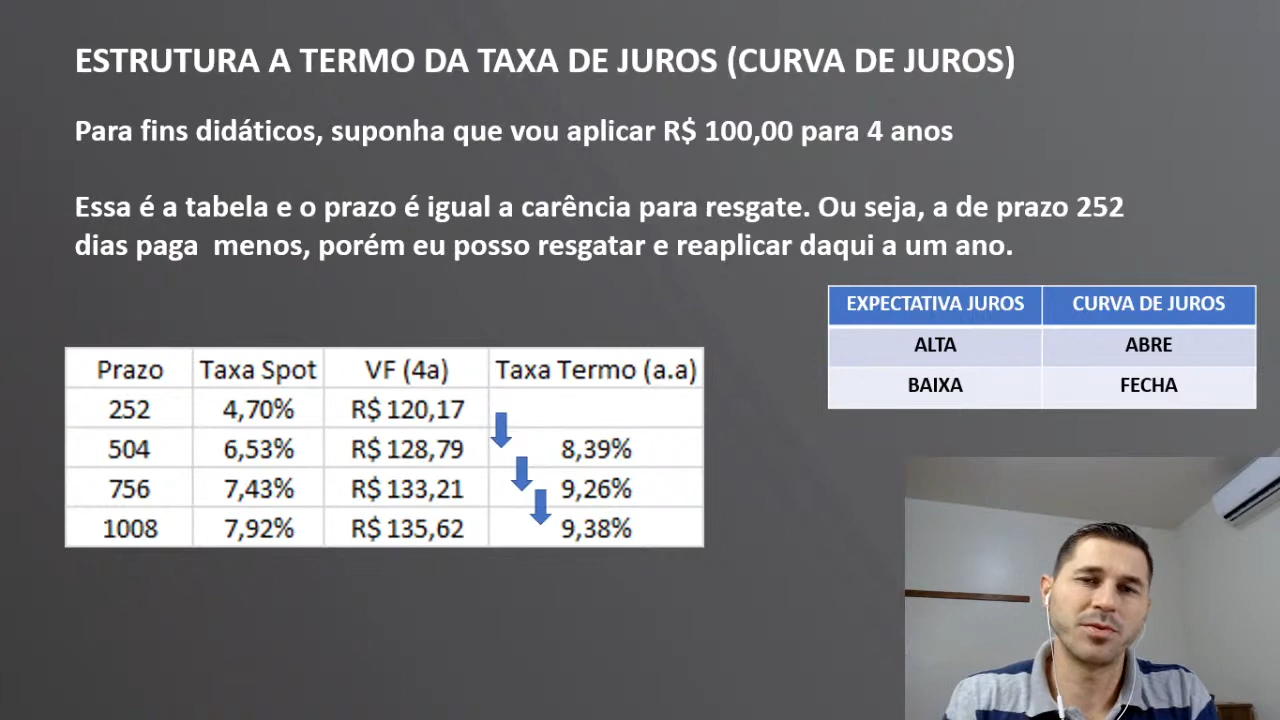 ESTRUTURA A TERMO DA TAXA DE JUROS (CURVA DE JUROS)
Para fins didáticos, suponha que vou aplicar R$ 100,00 para 4 anos
Essa é a tabela e o prazo é igual a carência para resgate. Ou seja, a de prazo 252
dias paga menos, porém eu posso resgatar e reaplicar daqui a um ano.
EXPECTATIVA JUROS CURVA DE JUROS
ALTA ABRE
BAIXA FECHA
Prazo Taxa Spot VF (4a) Taxa Termo (a.a)
252 4,70% R$ 120,17
504 6,53% R$ 128,79 8,39%
756 7,43% R$ 133,21 9,26%
1008 7,92% R$ 135,62 9,38%